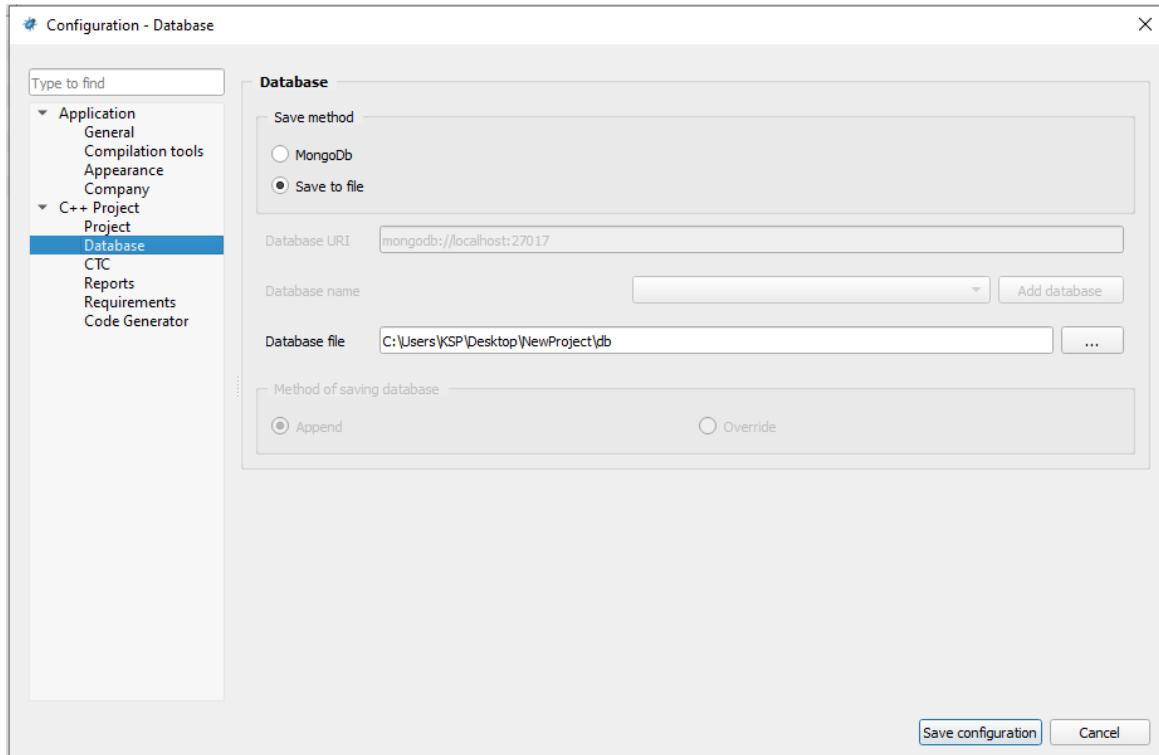 Configuration - Database
Type to find
Application
General
Compilation tools
Appearance
Company
C++ Project
Project
Database
CTC
Reports
Requirements
Code Generator
Database
Save method
MongoDb
Save to file
Database URI mongodb://localhost:27017
Database name Add database
Database file C:\Users\KSP\Desktop\NewProject\db ...
Method of saving database
Append Override
Save configuration Cancel